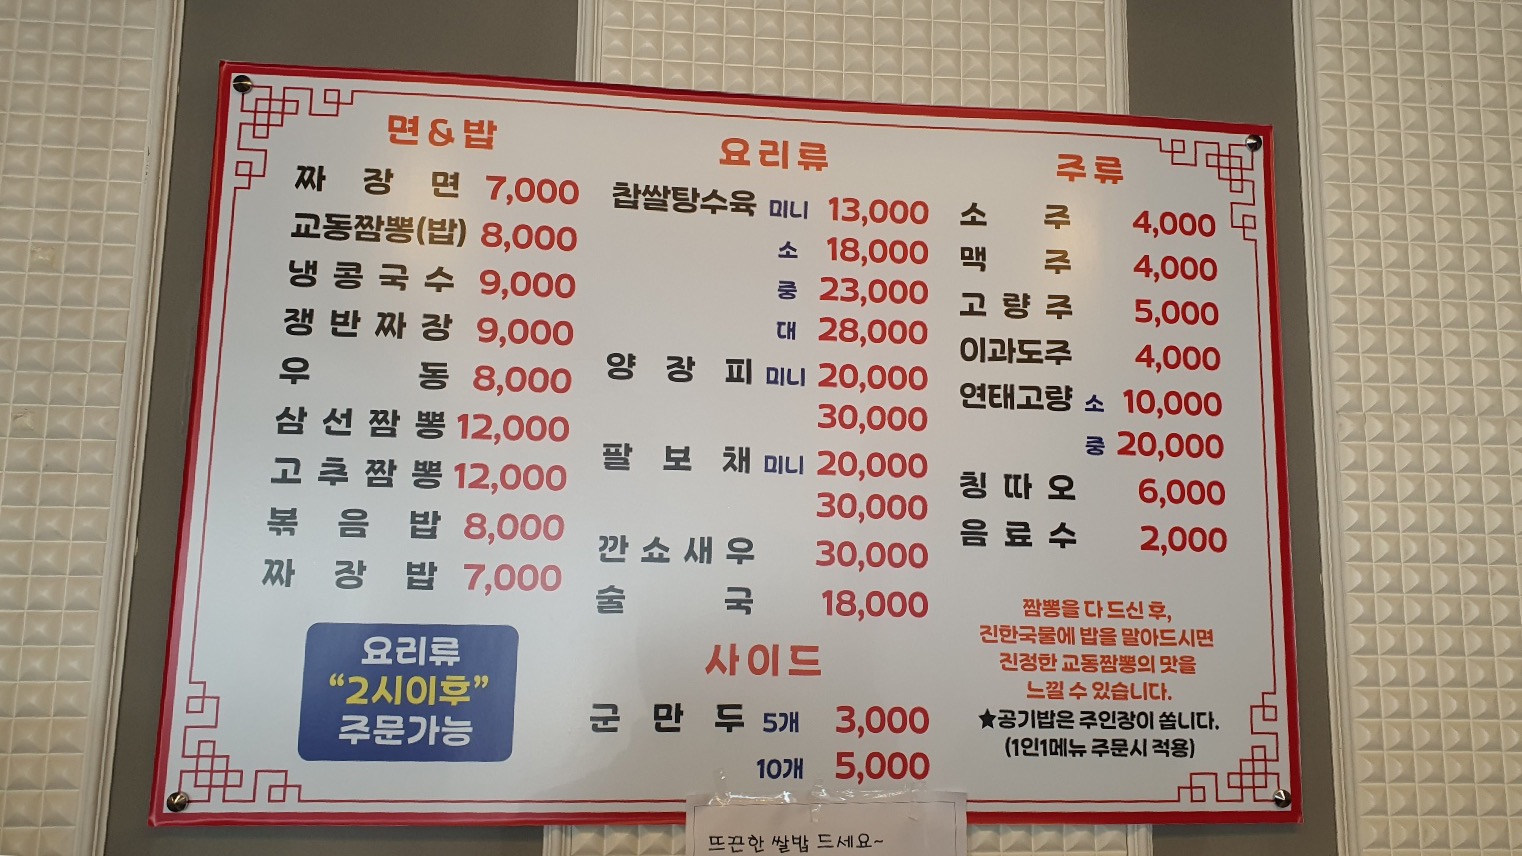 면&밥
짜장면 7,000
교동짬뽕(밥) 8,000
냉콩국수 9,000
쟁반짜장 9,000
우동 8,000
삼선짬뽕 12,000
고추짬뽕 12,000
볶음밥 8,000
짜장밥 7,000
요리류
“2시이후”
주문가능
요리류
찹쌀탕수육 미니 13,000
소 18,000
중 23,000
대 28,000
양장피 미니 20,000
30,000
팔보채 미니 20,000
30,000
깐쇼새우 30,000
술국 18,000
사이드
군만두 5개 3,000
10개 5,000
주류
소주 4,000
맥주 4,000
고량주 5,000
이과도주 4,000
연태고량 소 10,000
중 20,000
칭따오 6,000
음료수 2,000
짬뽕을 다 드신 후,
진한국물에 밥을 말아드시면
진정한 교동짬뽕의 맛을
느낄 수 있습니다.
★공기밥은 주인장이 쏩니다.
(1인1메뉴 주문시 적용)
뜨끈한 쌀밥 드세요~